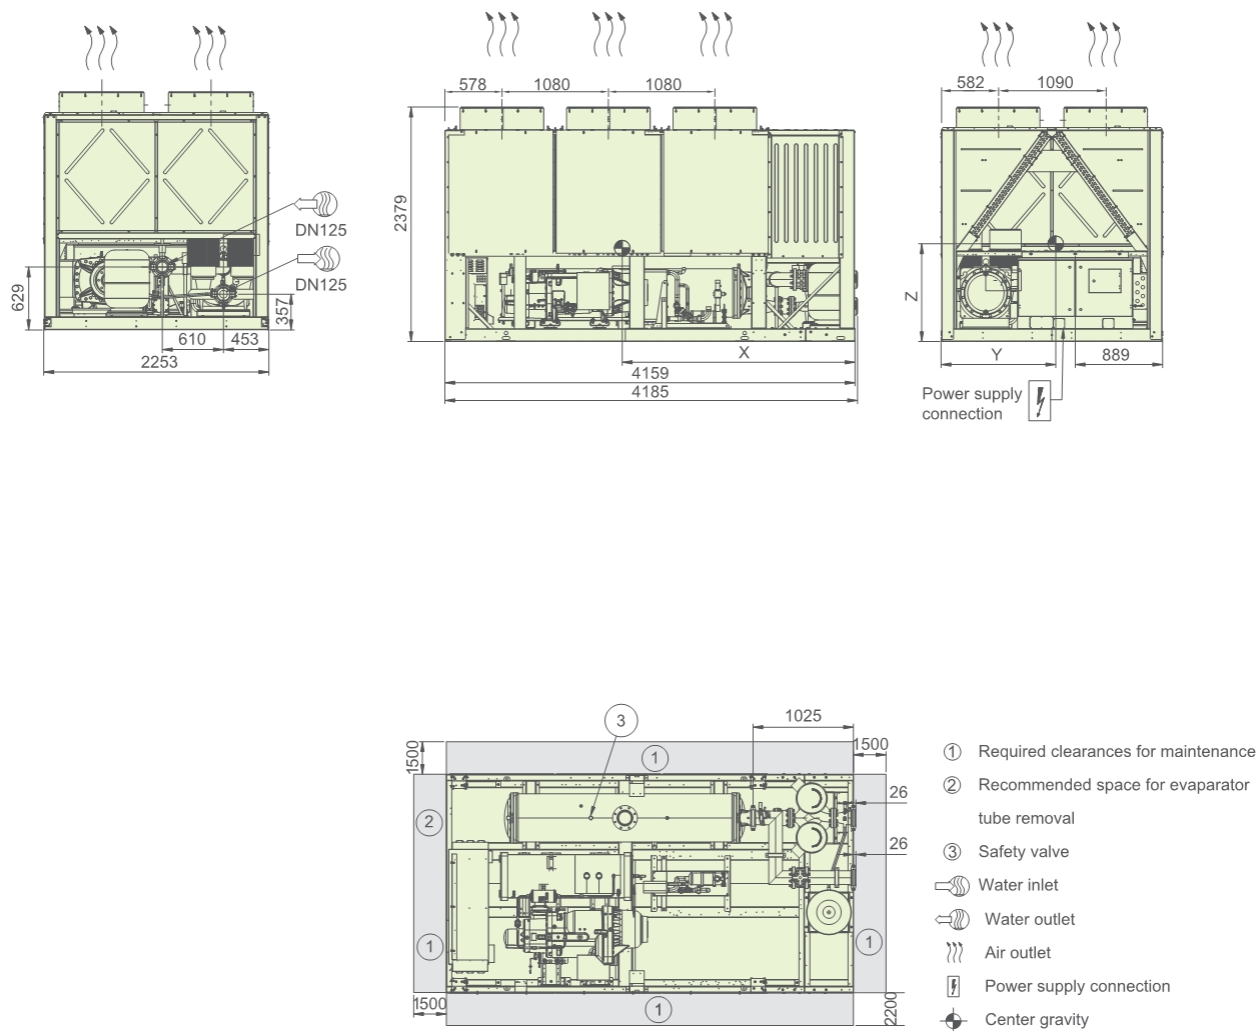 578
1080
1080
582
1090
2379
DN125
DN125
629
357
610
453
2253
X
4159
4185
Z
Y
889
Power supply
connection
3
1025
1500
1
1500
1 Required clearances for maintenance
2 Recommended space for evaporator
tube removal
3 Safety valve
Water inlet
Water outlet
Air outlet
Power supply connection
Center gravity
26
2
26
1
1
1500
1
2200